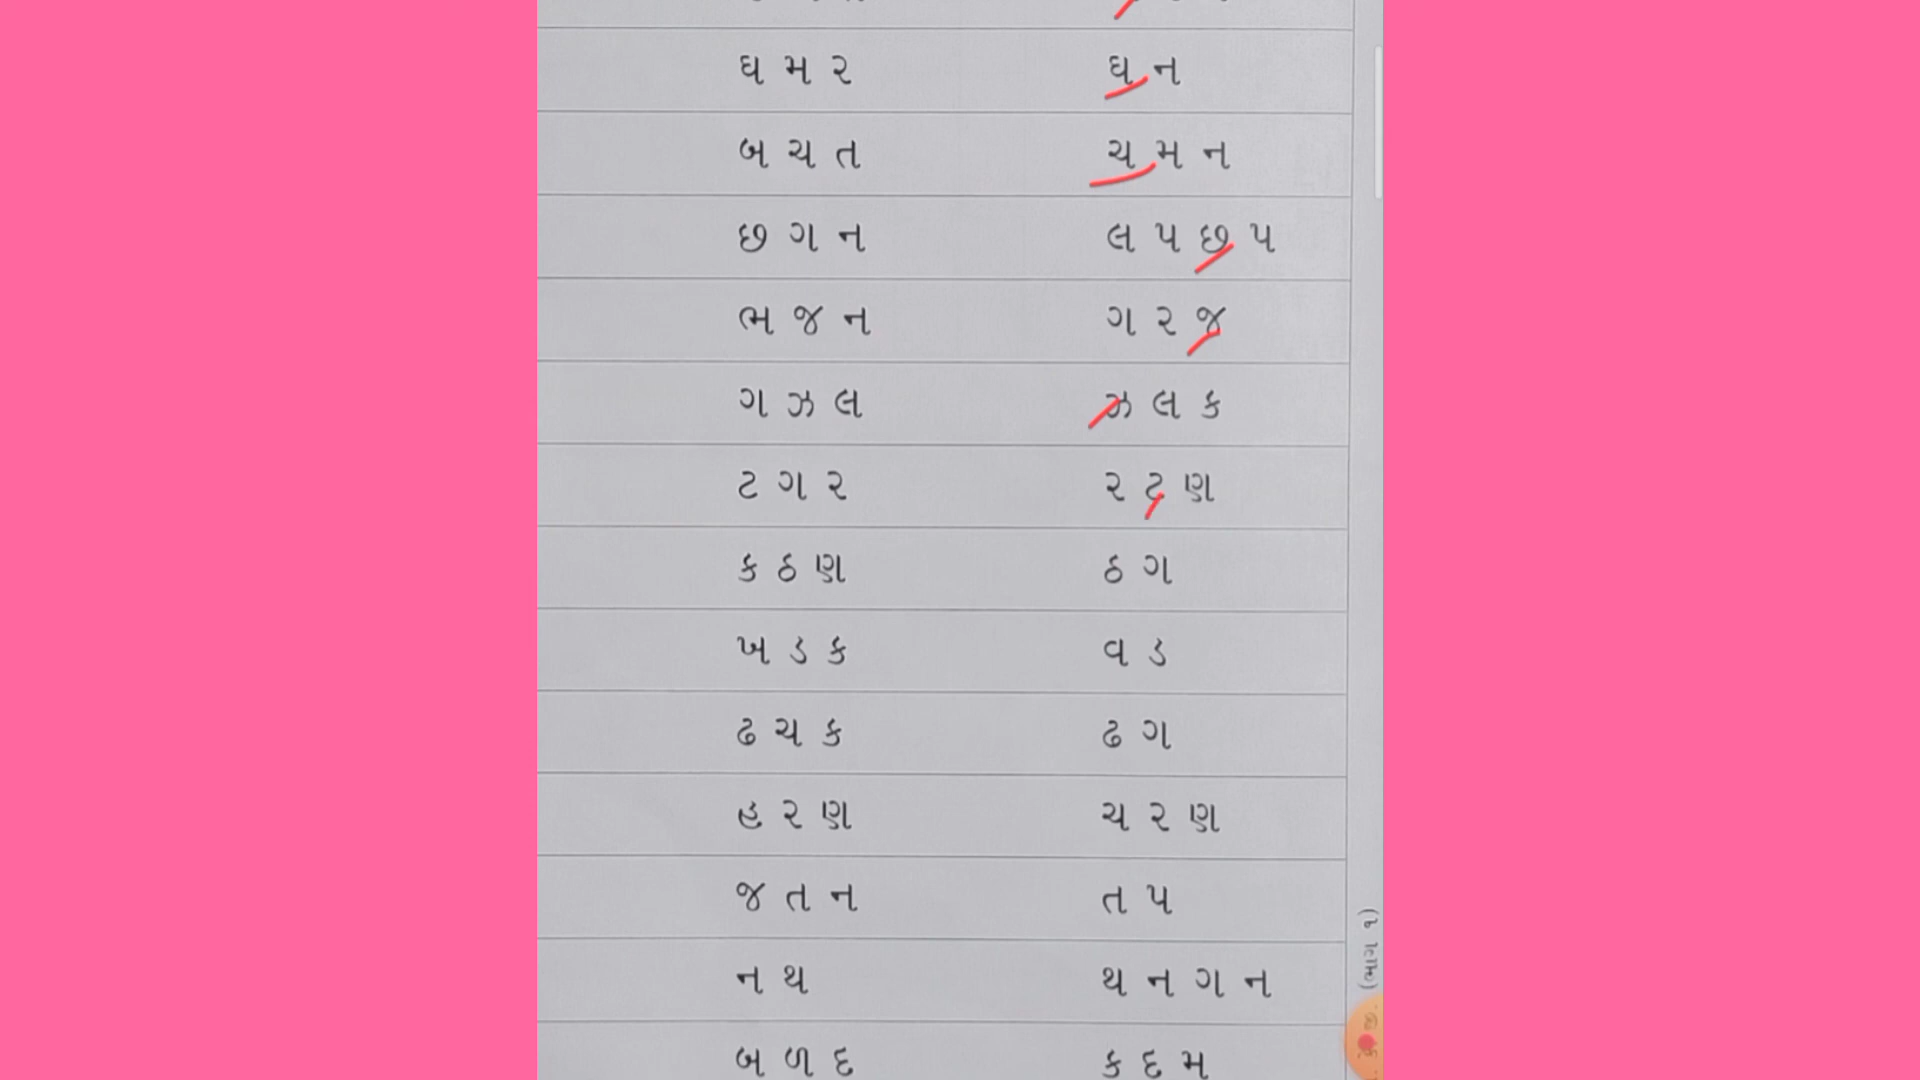 ઘ મ ર ઘ ન
બ ચ ત ચ મ ન
છ ગ ન લ પ છ પ
ભ જ ન ગ ર જ
ગ ઝ લ ઝ લ ક
ટ ગ ર ર ટ ણ
ક ઠ ણ ઠ ગ
ખ ડ ક વ ડ
ઢ ચ ક ઢ ગ
હ ર ણ ચ ર ણ
જ ત ન ત પ
ન થ થ ન ગ ન
બ ળ દ ક દ મ